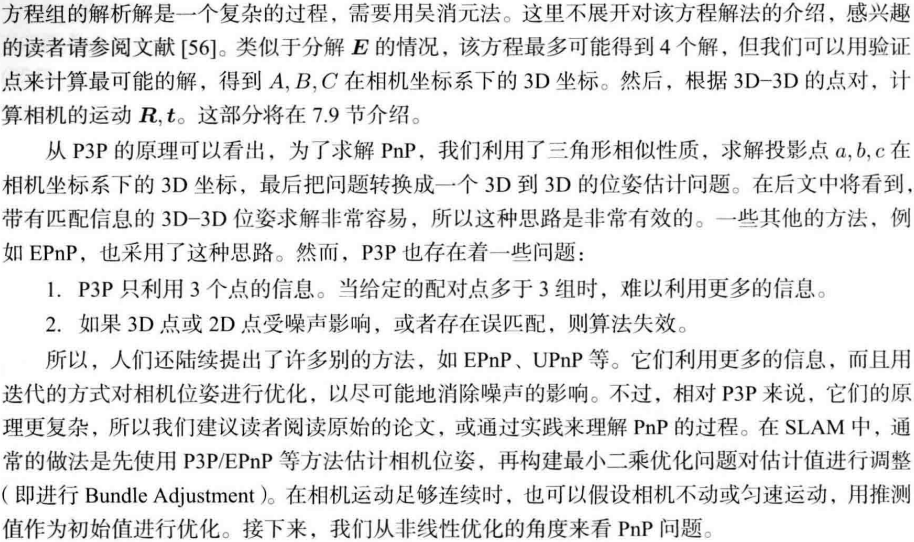 方程组的解析解是一个复杂的过程，需要用吴消元法。这里不展开对该方程解法的介绍，感兴趣
的读者请参阅文献 [56]。类似于分解 E 的情况，该方程最多可能得到 4 个解，但我们可以用验证
点来计算最可能的解，得到 A, B, C 在相机坐标系下的 3D 坐标。然后，根据 3D-3D 的点对，计
算相机的运动 R, t。这部分将在 7.9 节介绍。
从 P3P 的原理可以看出，为了求解 PnP，我们利用了三角形相似性质，求解投影点 a, b, c 在
相机坐标系下的 3D 坐标，最后把问题转换成一个 3D 到 3D 的位姿估计问题。在后文中将看到，
带有匹配信息的 3D-3D 位姿求解非常容易，所以这种思路是非常有效的。一些其他的方法，例
如 EPnP，也采用了这种思路。然而，P3P 也存在着一些问题：
1. P3P 只利用 3 个点的信息。当给定的配对点多于 3 组时，难以利用更多的信息。
2. 如果 3D 点或 2D 点受噪声影响，或者存在误匹配，则算法失效。
所以，人们还陆续提出了许多别的方法，如 EPnP、UPnP 等。它们利用更多的信息，而且用
迭代的方式对相机位姿进行优化，以尽可能地消除噪声的影响。不过，相对 P3P 来说，它们的原
理更复杂，所以我们建议读者阅读原始的论文，或通过实践来理解 PnP 的过程。在 SLAM 中，通
常的做法是先使用 P3P/EPnP 等方法估计相机位姿，再构建最小二乘优化问题对估计值进行调整
（即进行 Bundle Adjustment）。在相机运动足够连续时，也可以假设相机不动或匀速运动，用推测
值作为初始值进行优化。接下来，我们从非线性优化的角度来看 PnP 问题。